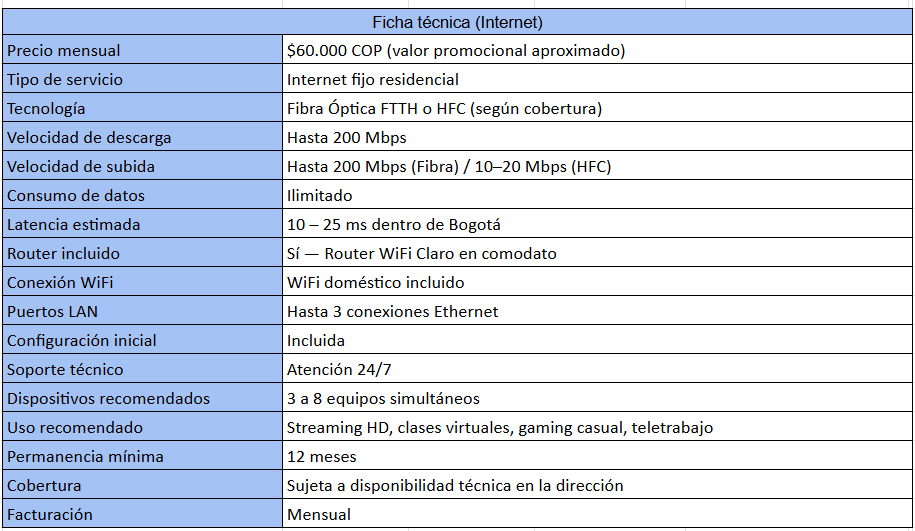 Ficha técnica (Internet)
Precio mensual $60.000 COP (valor promocional aproximado)
Tipo de servicio Internet fijo residencial
Tecnología Fibra Óptica FTTH o HFC (según cobertura)
Velocidad de descarga Hasta 200 Mbps
Velocidad de subida Hasta 200 Mbps (Fibra) / 10–20 Mbps (HFC)
Consumo de datos Ilimitado
Latencia estimada 10 – 25 ms dentro de Bogotá
Router incluido Sí — Router WiFi Claro en comodato
Conexión WiFi WiFi doméstico incluido
Puertos LAN Hasta 3 conexiones Ethernet
Configuración inicial Incluida
Soporte técnico Atención 24/7
Dispositivos recomendados 3 a 8 equipos simultáneos
Uso recomendado Streaming HD, clases virtuales, gaming casual, teletrabajo
Permanencia mínima 12 meses
Cobertura Sujeta a disponibilidad técnica en la dirección
Facturación Mensual